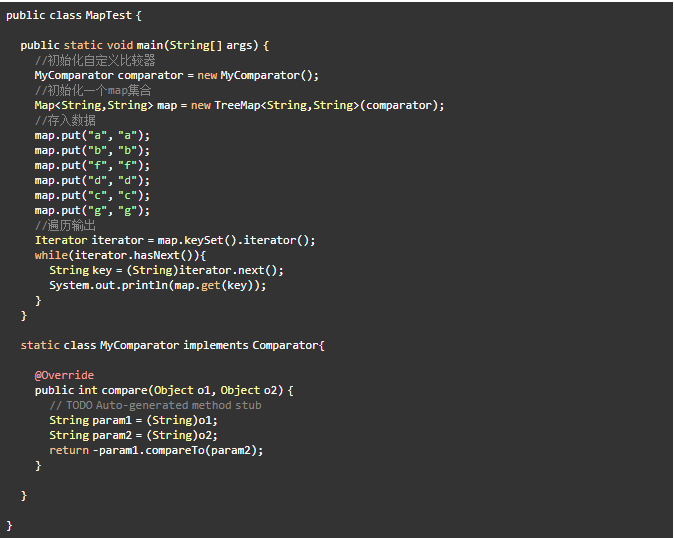 public class MapTest {
public static void main(String[] args) {
//初始化自定义比较器
MyComparator comparator = new MyComparator();
//初始化一个map集合
Map<String,String> map = new TreeMap<String,String>(comparator);
//存入数据
map.put("a", "a");
map.put("b", "b");
map.put("f", "f");
map.put("d", "d");
map.put("c", "c");
map.put("g", "g");
//遍历输出
Iterator iterator = map.keySet().iterator();
while(iterator.hasNext()){
String key = (String)iterator.next();
System.out.println(map.get(key));
}
}
static class MyComparator implements Comparator{
@Override
public int compare(Object o1, Object o2) {
// TODO Auto-generated method stub
String param1 = (String)o1;
String param2 = (String)o2;
return -param1.compareTo(param2);
}
}
}